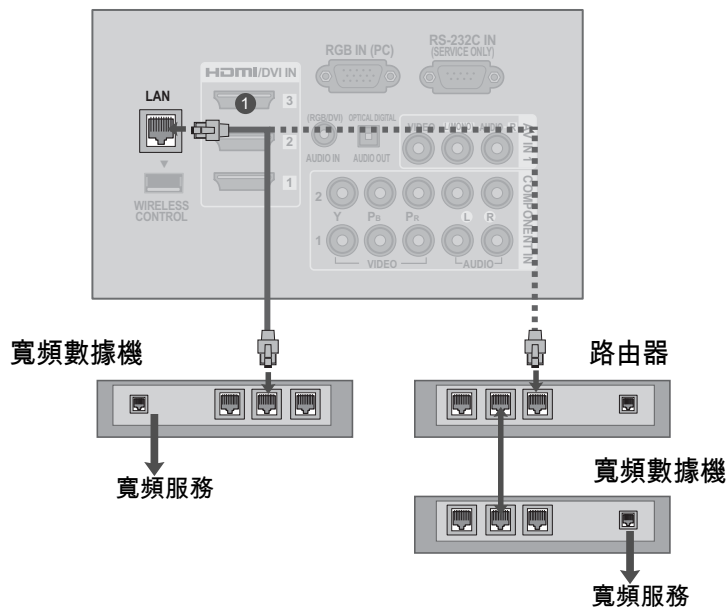 RGB IN (PC)
RS-232C IN
(SERVICE ONLY)
HDMI/DVI IN
LAN
1
3
2
1
(RGB/DVI)
AUDIO IN
OPTICAL DIGITAL
AUDIO OUT
VIDEO
L(MONO)
AUDIO
R
AV IN 1
WIRELESS
CONTROL
2
Y
PB
PR
L
R
1
VIDEO
AUDIO
COMPONENT IN
寬頻數據機
路由器
寬頻服務
寬頻數據機
寬頻服務